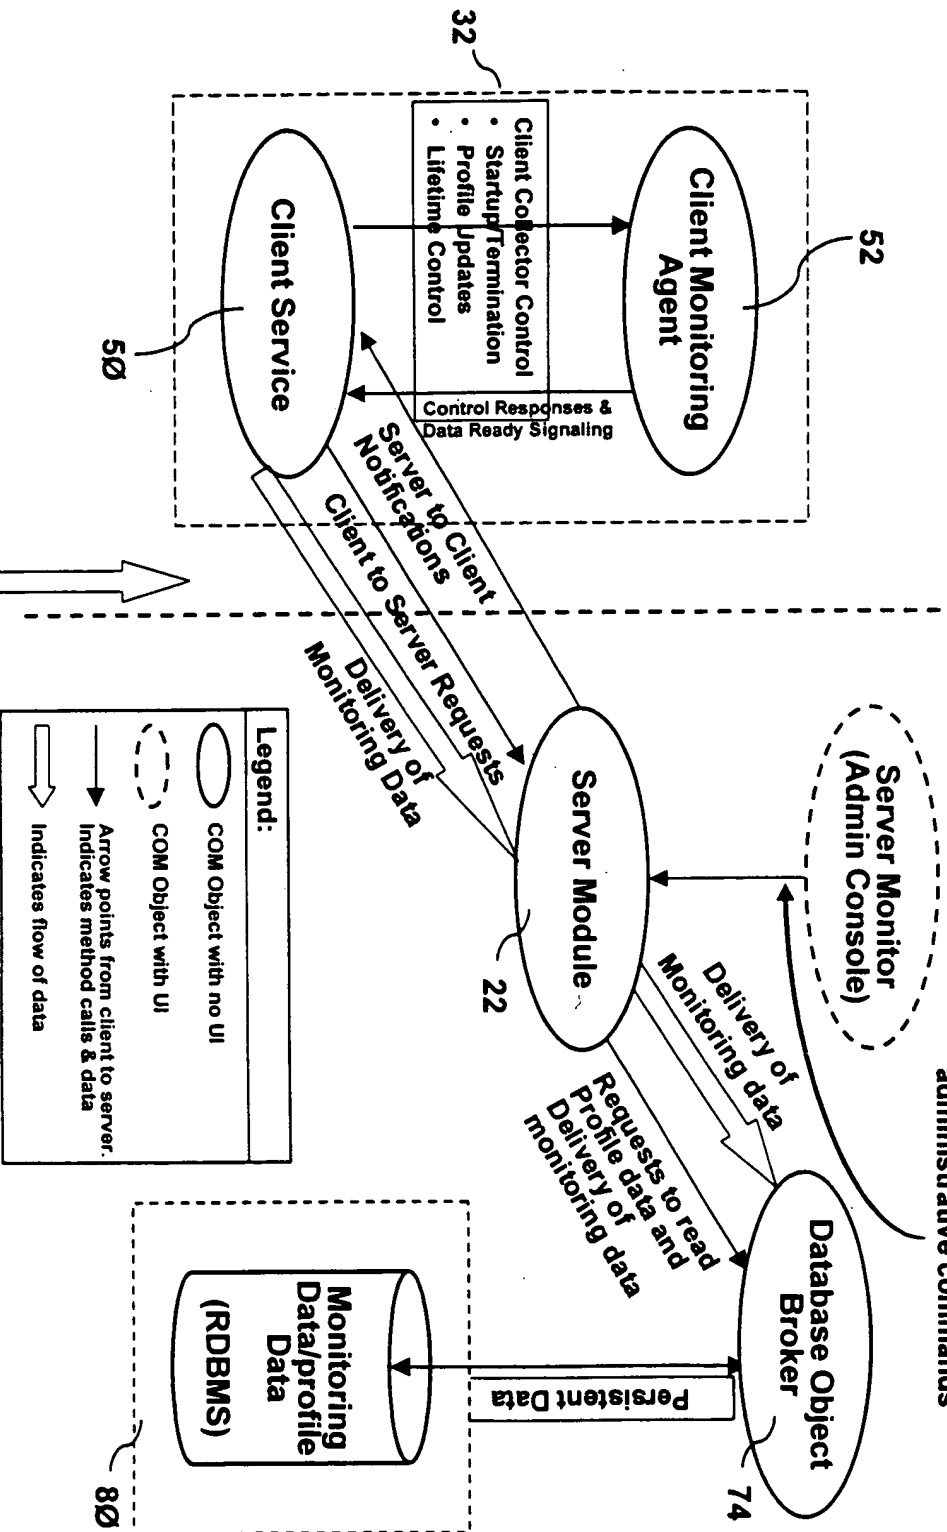 administrative commands
Server Monitor
(Admin Console)
52
Client Monitoring
Agent
32
Client Collector Control
• Startup/Termination
• Profile Updates
• Lifetime Control
Control Responses &
Data Ready Signaling
Client Service
50
Server to Client
Notifications
Client to Server Requests
Delivery of
Monitoring Data
Server Module
22
Delivery of
Monitoring data
Requests to read
Profile data and
Delivery of
monitoring data
Database Object
Broker
74
Persistent Data
Monitoring
Data/profile
Data
(RDBMS)
80
Legend:
COM Object with no UI
COM Object with UI
Arrow points from client to server.
Indicates method calls & data
Indicates flow of data